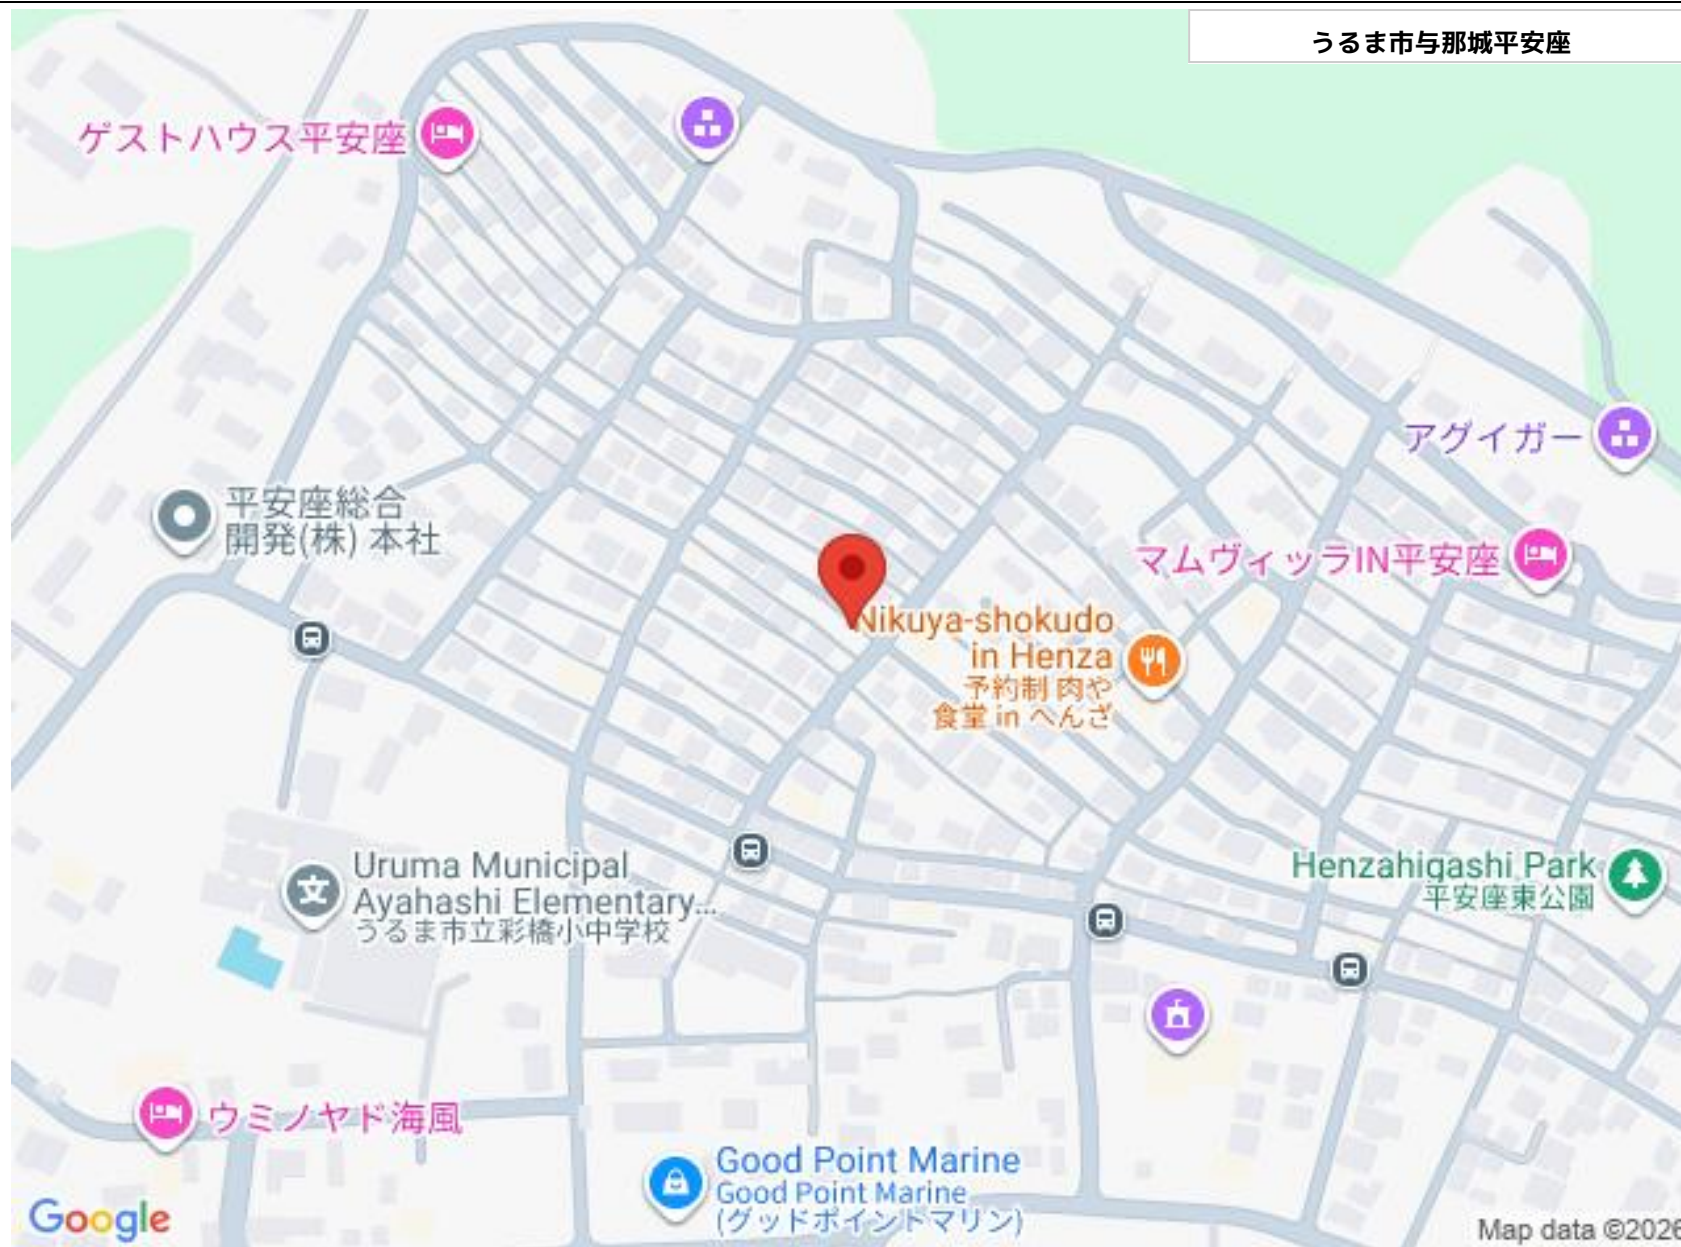 うるま市与那城平安座
ゲストハウス平安座
アグイガー
平安座総合
開発(株) 本社
マムヴィッラIN平安座
Nikuya-shokudo
in Henza
予約制 肉や
食堂 in へんざ
Uruma Municipal
Ayahashi Elementary...
うるま市立彩橋小中学校
Henzahigashi Park
平安座東公園
ウミノヤド海風
Good Point Marine
Good Point Marine
(グッドポイントマリン)
Google
Map data ©2026